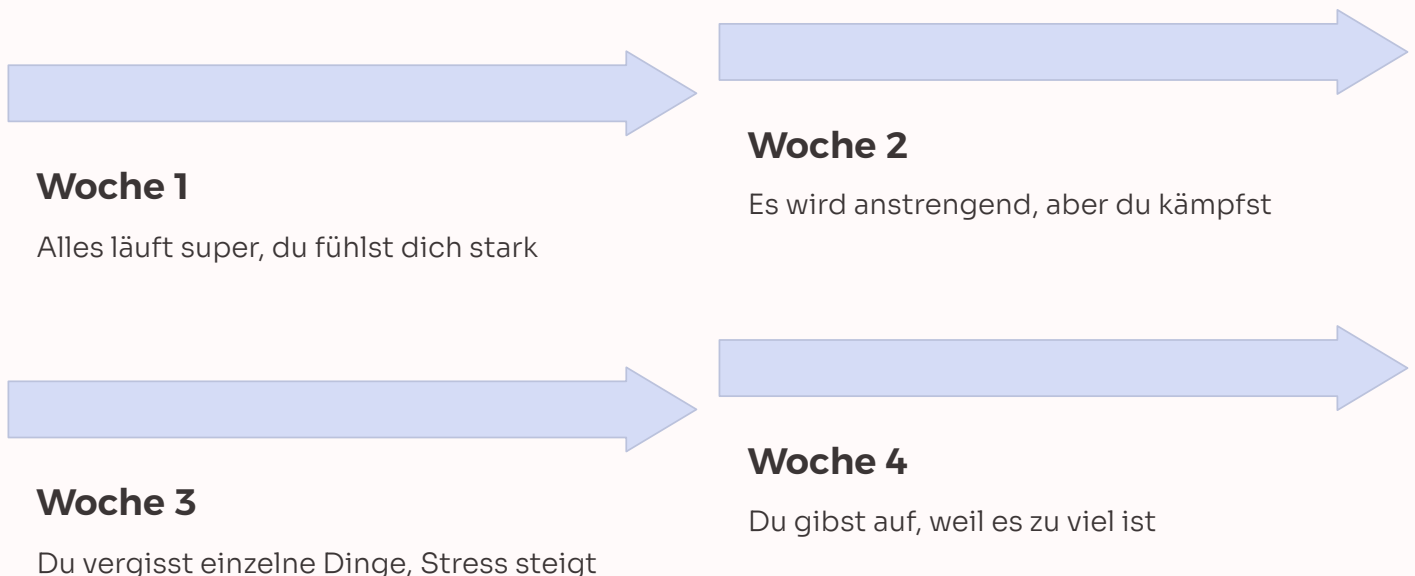 Woche 1
Alles läuft super, du fühlst dich stark
Woche 2
Es wird anstrengend, aber du kämpfst
Woche 3
Du vergisst einzelne Dinge, Stress steigt
Woche 4
Du gibst auf, weil es zu viel ist